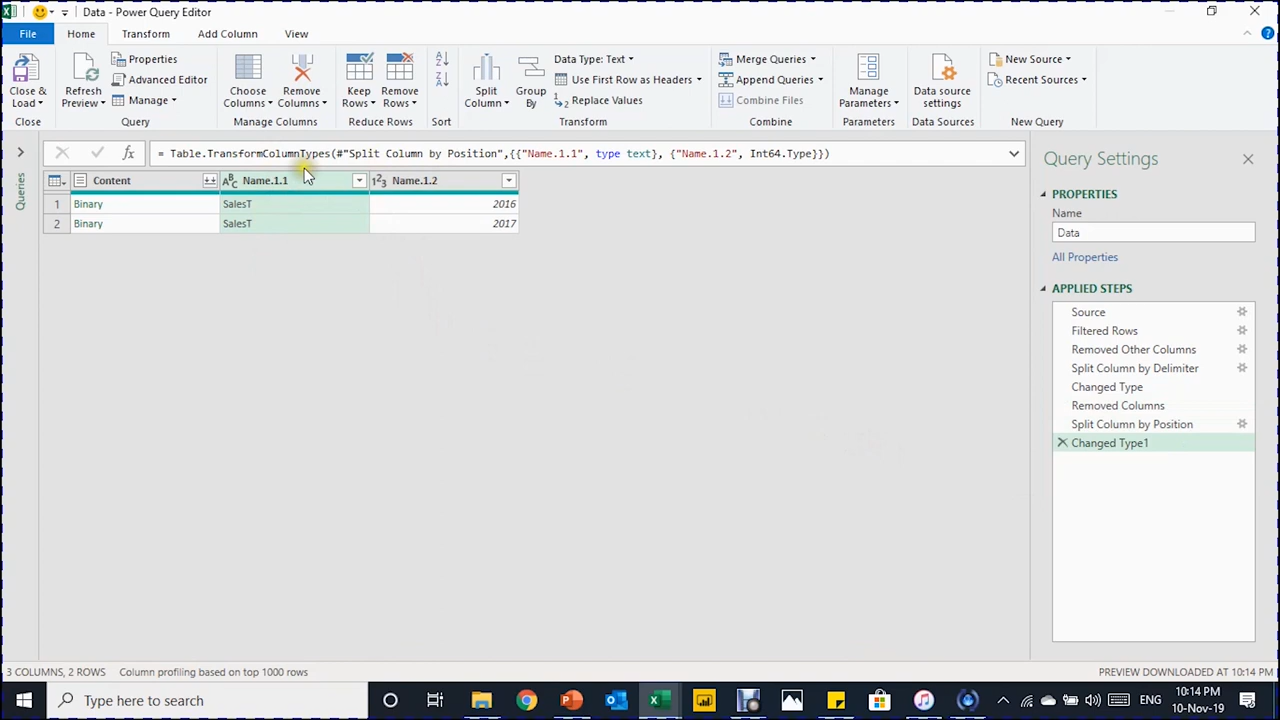 Data - Power Query Editor
File
Home
Transform
Add Column
View
Close & Load
Refresh Preview
Properties
Advanced Editor
Manage
Choose Columns
Remove Columns
Keep Rows
Remove Rows
Split Column
Group By
Data Type: Text
Use First Row as Headers
Replace Values
Merge Queries
Append Queries
Combine Files
Manage Parameters
Data source settings
New Source
Recent Sources
Close
Query
Manage Columns
Reduce Rows
Sort
Transform
Combine
Parameters
Data Sources
New Query
= Table.TransformColumnTypes(#"Split Column by Position",{{"Name.1.1", type text}, {"Name.1.2", Int64.Type}})
Queries
Content
Name.1.1
Name.1.2
1 Binary SalesT 2016
2 Binary SalesT 2017
Query Settings
PROPERTIES
Name
Data
All Properties
APPLIED STEPS
Source
Filtered Rows
Removed Other Columns
Split Column by Delimiter
Changed Type
Removed Columns
Split Column by Position
Changed Type1
3 COLUMNS, 2 ROWS
Column profiling based on top 1000 rows
PREVIEW DOWNLOADED AT 10:14 PM
Type here to search
ENG
10:14 PM
10-Nov-19